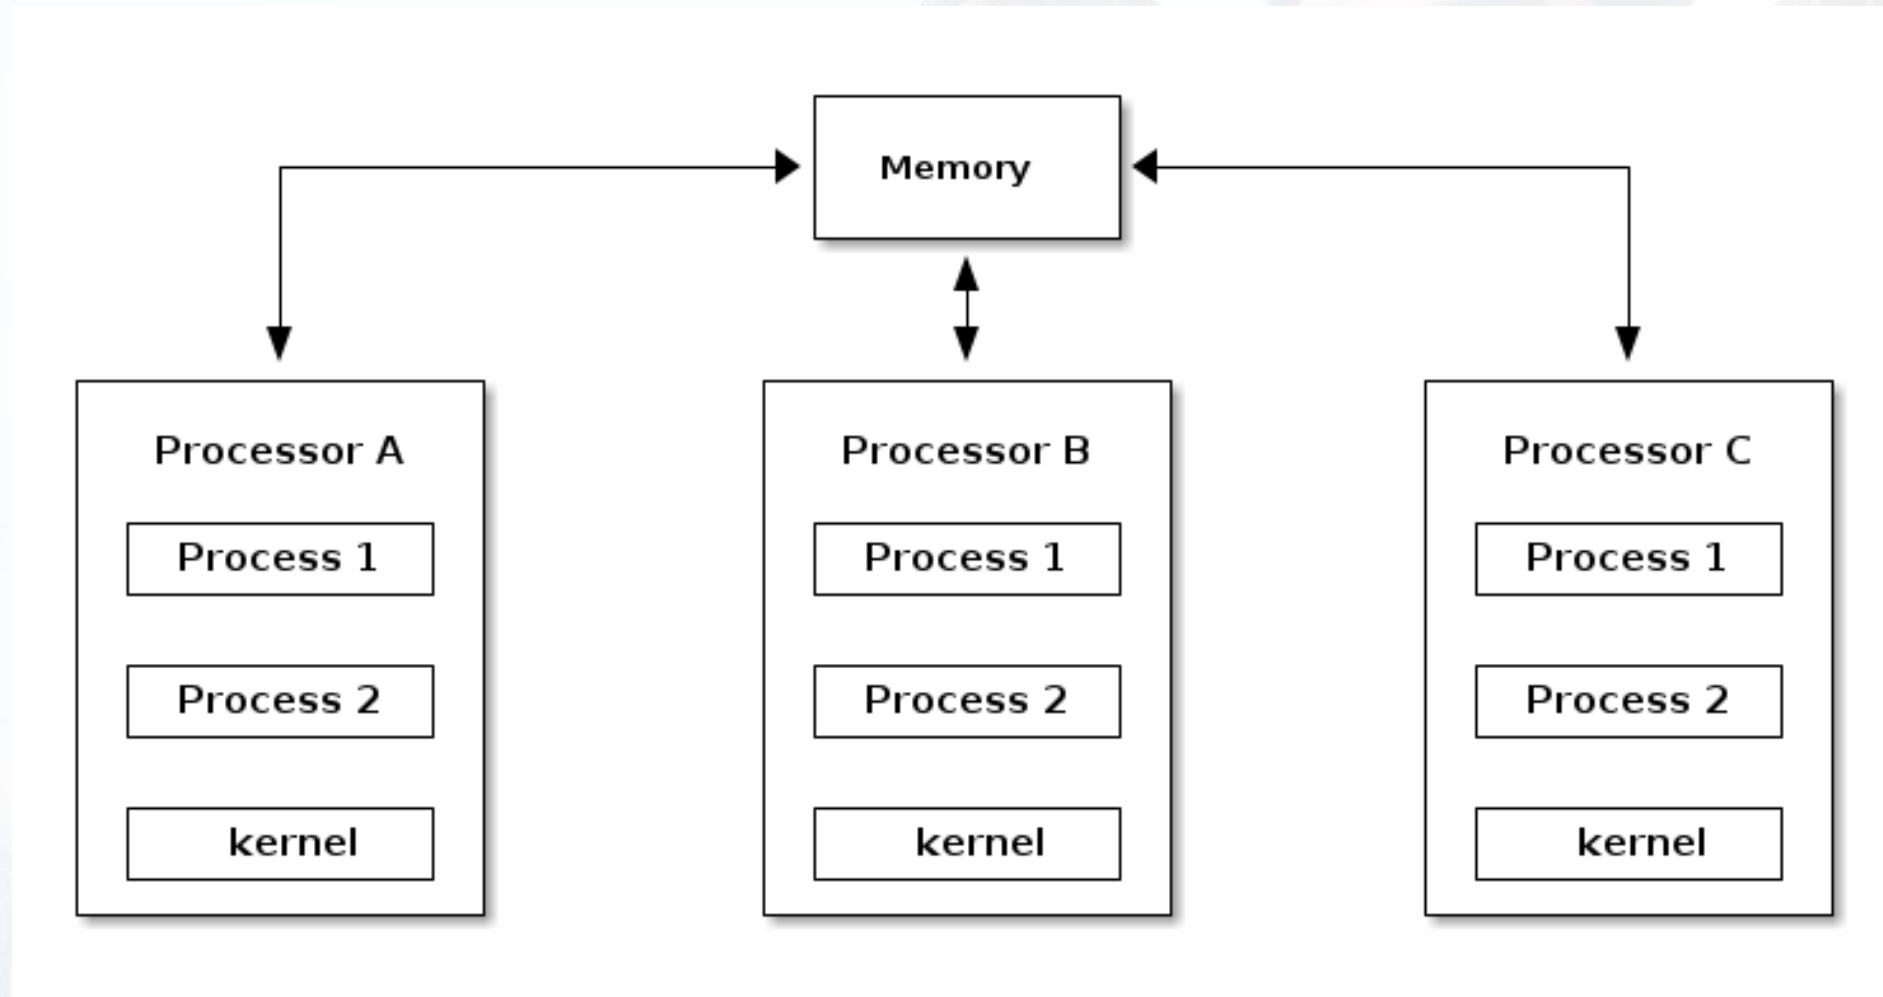 Memory
Processor A
Process 1
Process 2
kernel
Processor B
Process 1
Process 2
kernel
Processor C
Process 1
Process 2
kernel